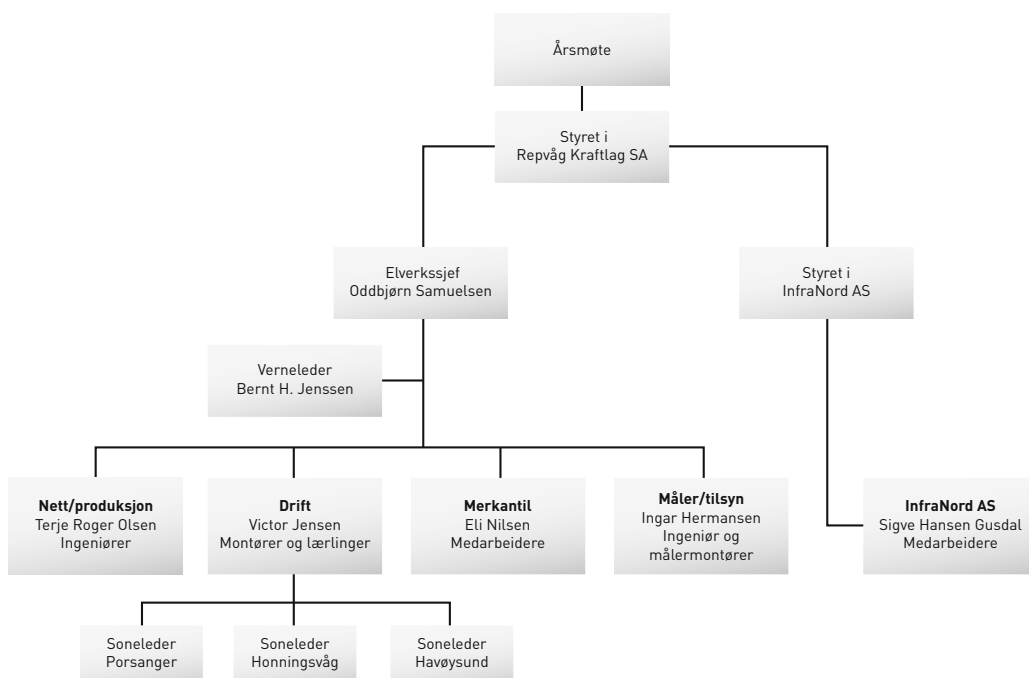 Årsmøte
Styret i
Repvåg Kraftlag SA
Elverkssjef
Oddbjørn Samuelsen
Styret i
InfraNord AS
Verneleder
Bernt H. Jenssen
Nett/produksjon
Terje Roger Olsen
Ingeniører
Drift
Victor Jensen
Montører og lærlinger
Merkantil
Eli Nilsen
Medarbeidere
Måler/tilsyn
Ingar Hermansen
Ingeniør og
målermontører
InfraNord AS
Sigve Hansen Gusdal
Medarbeidere
Soneleder
Porsanger
Soneleder
Honningsvåg
Soneleder
Havøysund